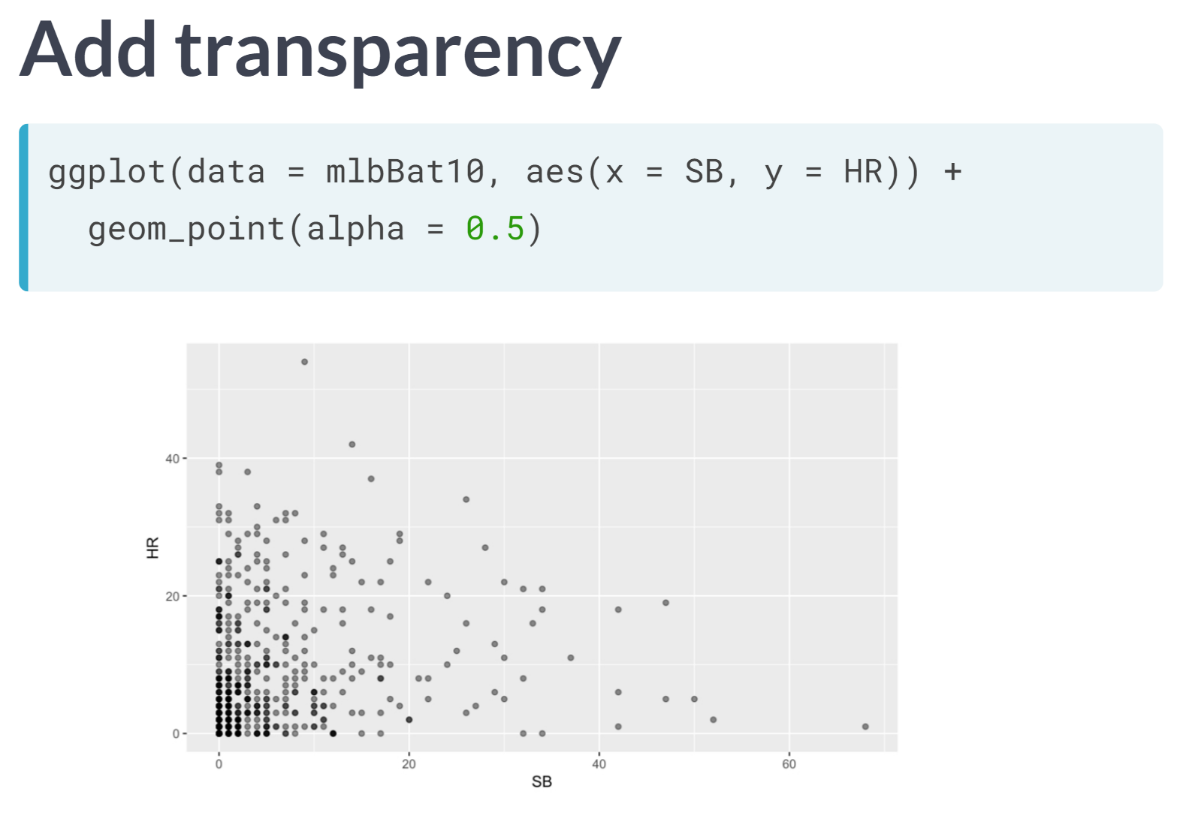 Add transparency
ggplot(data = mlbBat10, aes(x = SB, y = HR)) +
geom_point(alpha = 0.5)
40
HR
20
0
0 20 40 60
SB